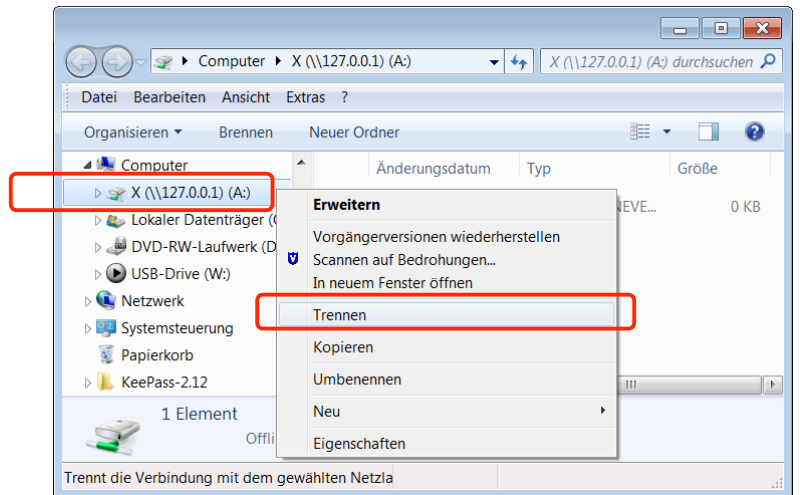 Computer ▸ X (\\127.0.0.1) (A:)
X (\\127.0.0.1) (A:) durchsuchen
Datei Bearbeiten Ansicht Extras ?
Organisieren Brennen Neuer Ordner
Computer
X (\\127.0.0.1) (A:)
Lokaler Datenträger (
DVD-RW-Laufwerk (D
USB-Drive (W:)
Netzwerk
Systemsteuerung
Papierkorb
KeePass-2.12
Änderungsdatum Typ Größe
0 KB
Erweitern
Vorgängerversionen wiederherstellen
Scannen auf Bedrohungen...
In neuem Fenster öffnen
Trennen
Kopieren
Umbenennen
Neu
Eigenschaften
1 Element
Offli
Trennt die Verbindung mit dem gewählten Netzla